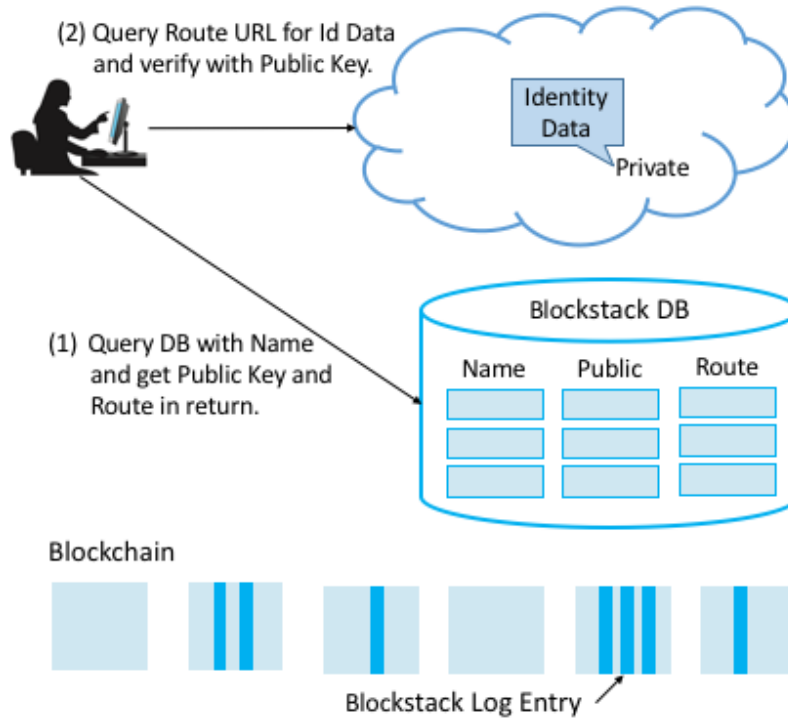 (2) Query Route URL for Id Data
and verify with Public Key.
Identity
Data
Private
Blockstack DB
(1) Query DB with Name
and get Public Key and
Route in return.
Name Public Route
Blockchain
Blockstack Log Entry